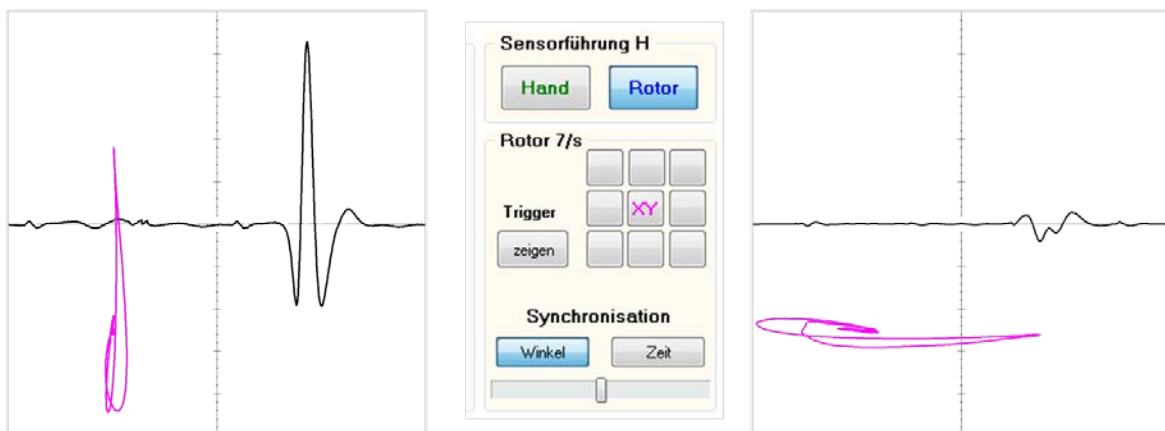 Sensorführung H
Hand Rotor
Rotor 7/s
XY
Trigger
zeigen
Synchronisation
Winkel Zeit